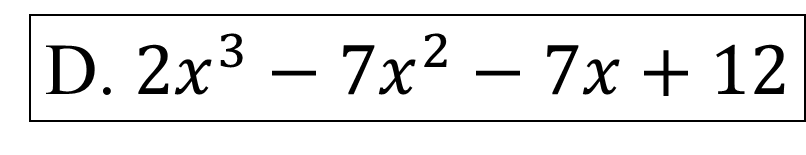 D. 2x³ − 7x² − 7x + 12